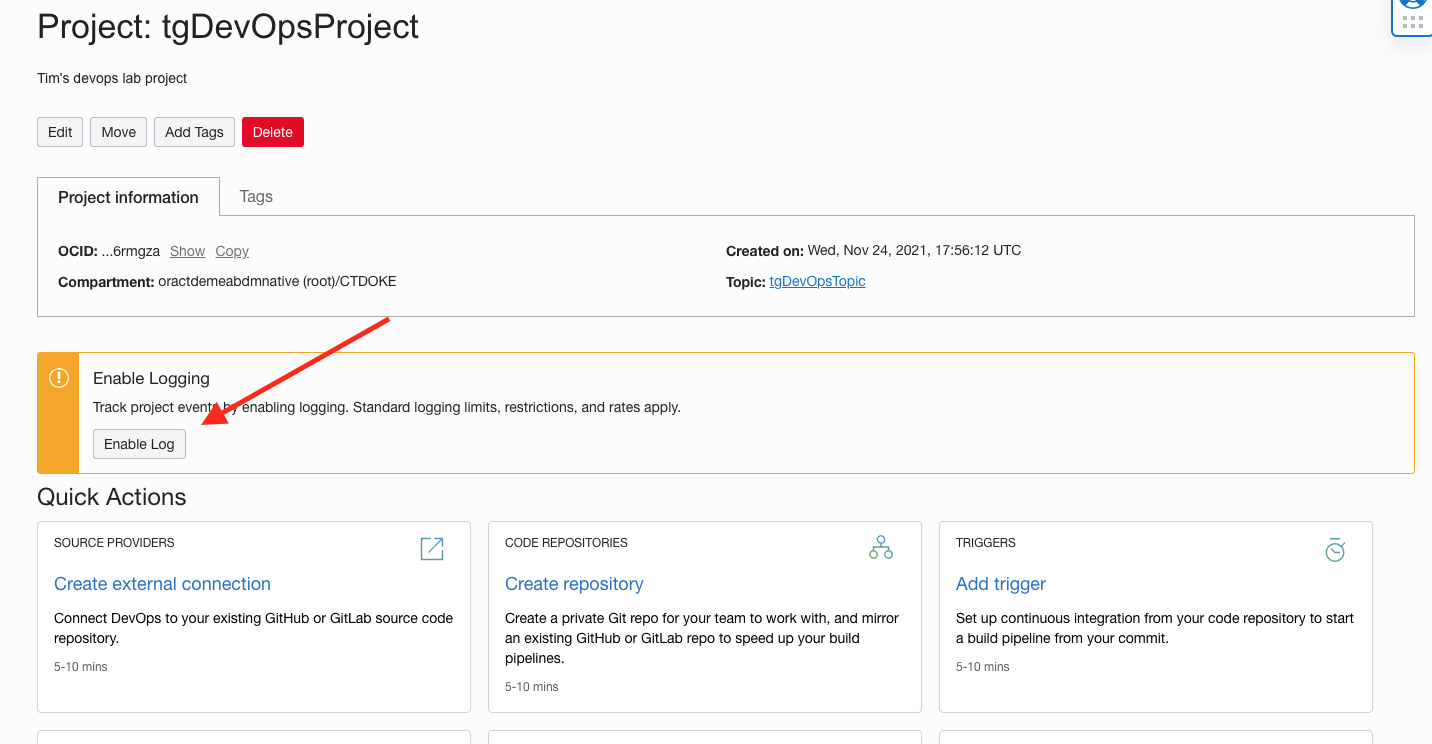 Project: tgDevOpsProject
Tim's devops lab project
Edit Move Add Tags Delete
Project information Tags
OCID: ...6rmgza Show Copy Created on: Wed, Nov 24, 2021, 17:56:12 UTC
Compartment: oractdemeabdmnative (root)/CTDOKE Topic: tgDevOpsTopic
Enable Logging
Track project events by enabling logging. Standard logging limits, restrictions, and rates apply.
Enable Log
Quick Actions
SOURCE PROVIDERS
Create external connection
Connect DevOps to your existing GitHub or GitLab source code
repository.
5-10 mins
CODE REPOSITORIES
Create repository
Create a private Git repo for your team to work with, and mirror
an existing GitHub or GitLab repo to speed up your build
pipelines.
5-10 mins
TRIGGERS
Add trigger
Set up continuous integration from your code repository to start
a build pipeline from your commit.
5-10 mins